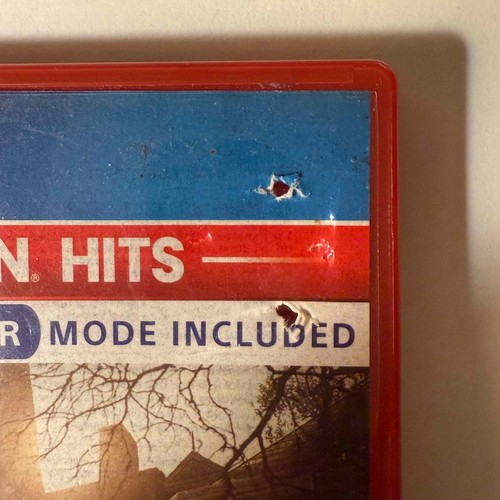 N® HITS
R MODE INCLUDED